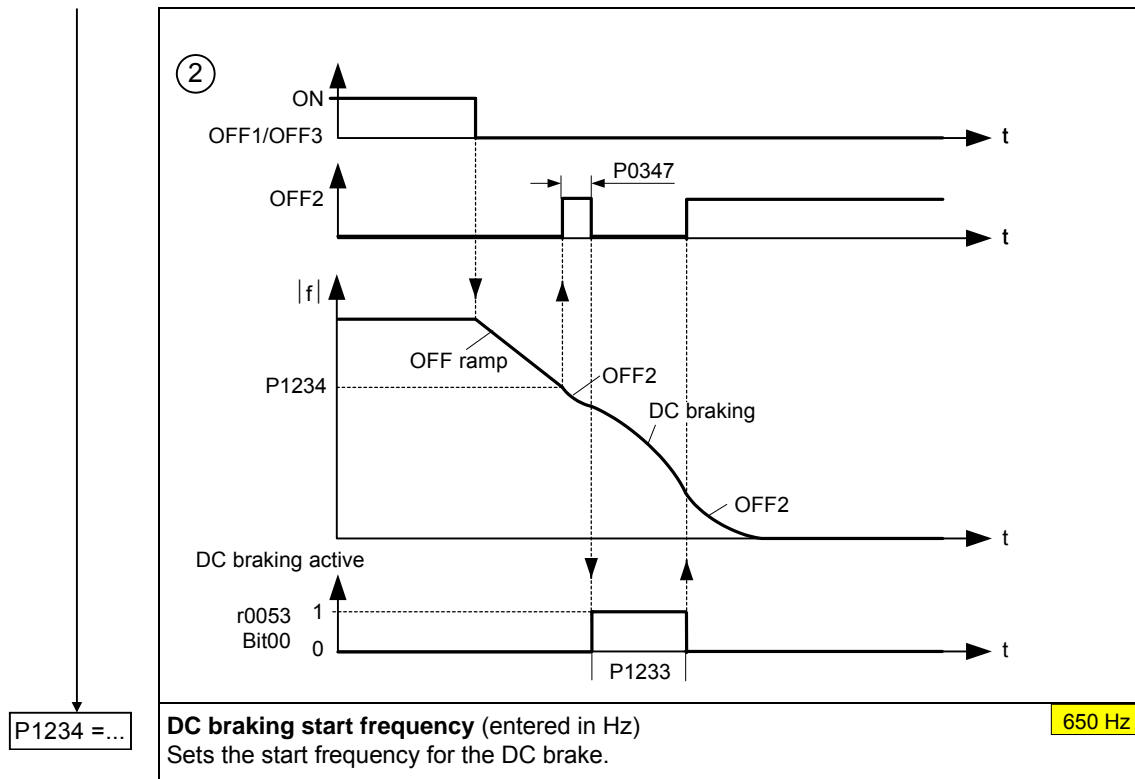 2
ON
OFF1/OFF3
t
P0347
OFF2
t
|f|
OFF ramp
P1234
OFF2
DC braking
OFF2
t
DC braking active
r0053 1
Bit00 0
t
P1233
P1234 =...
DC braking start frequency (entered in Hz) 650 Hz
Sets the start frequency for the DC brake.